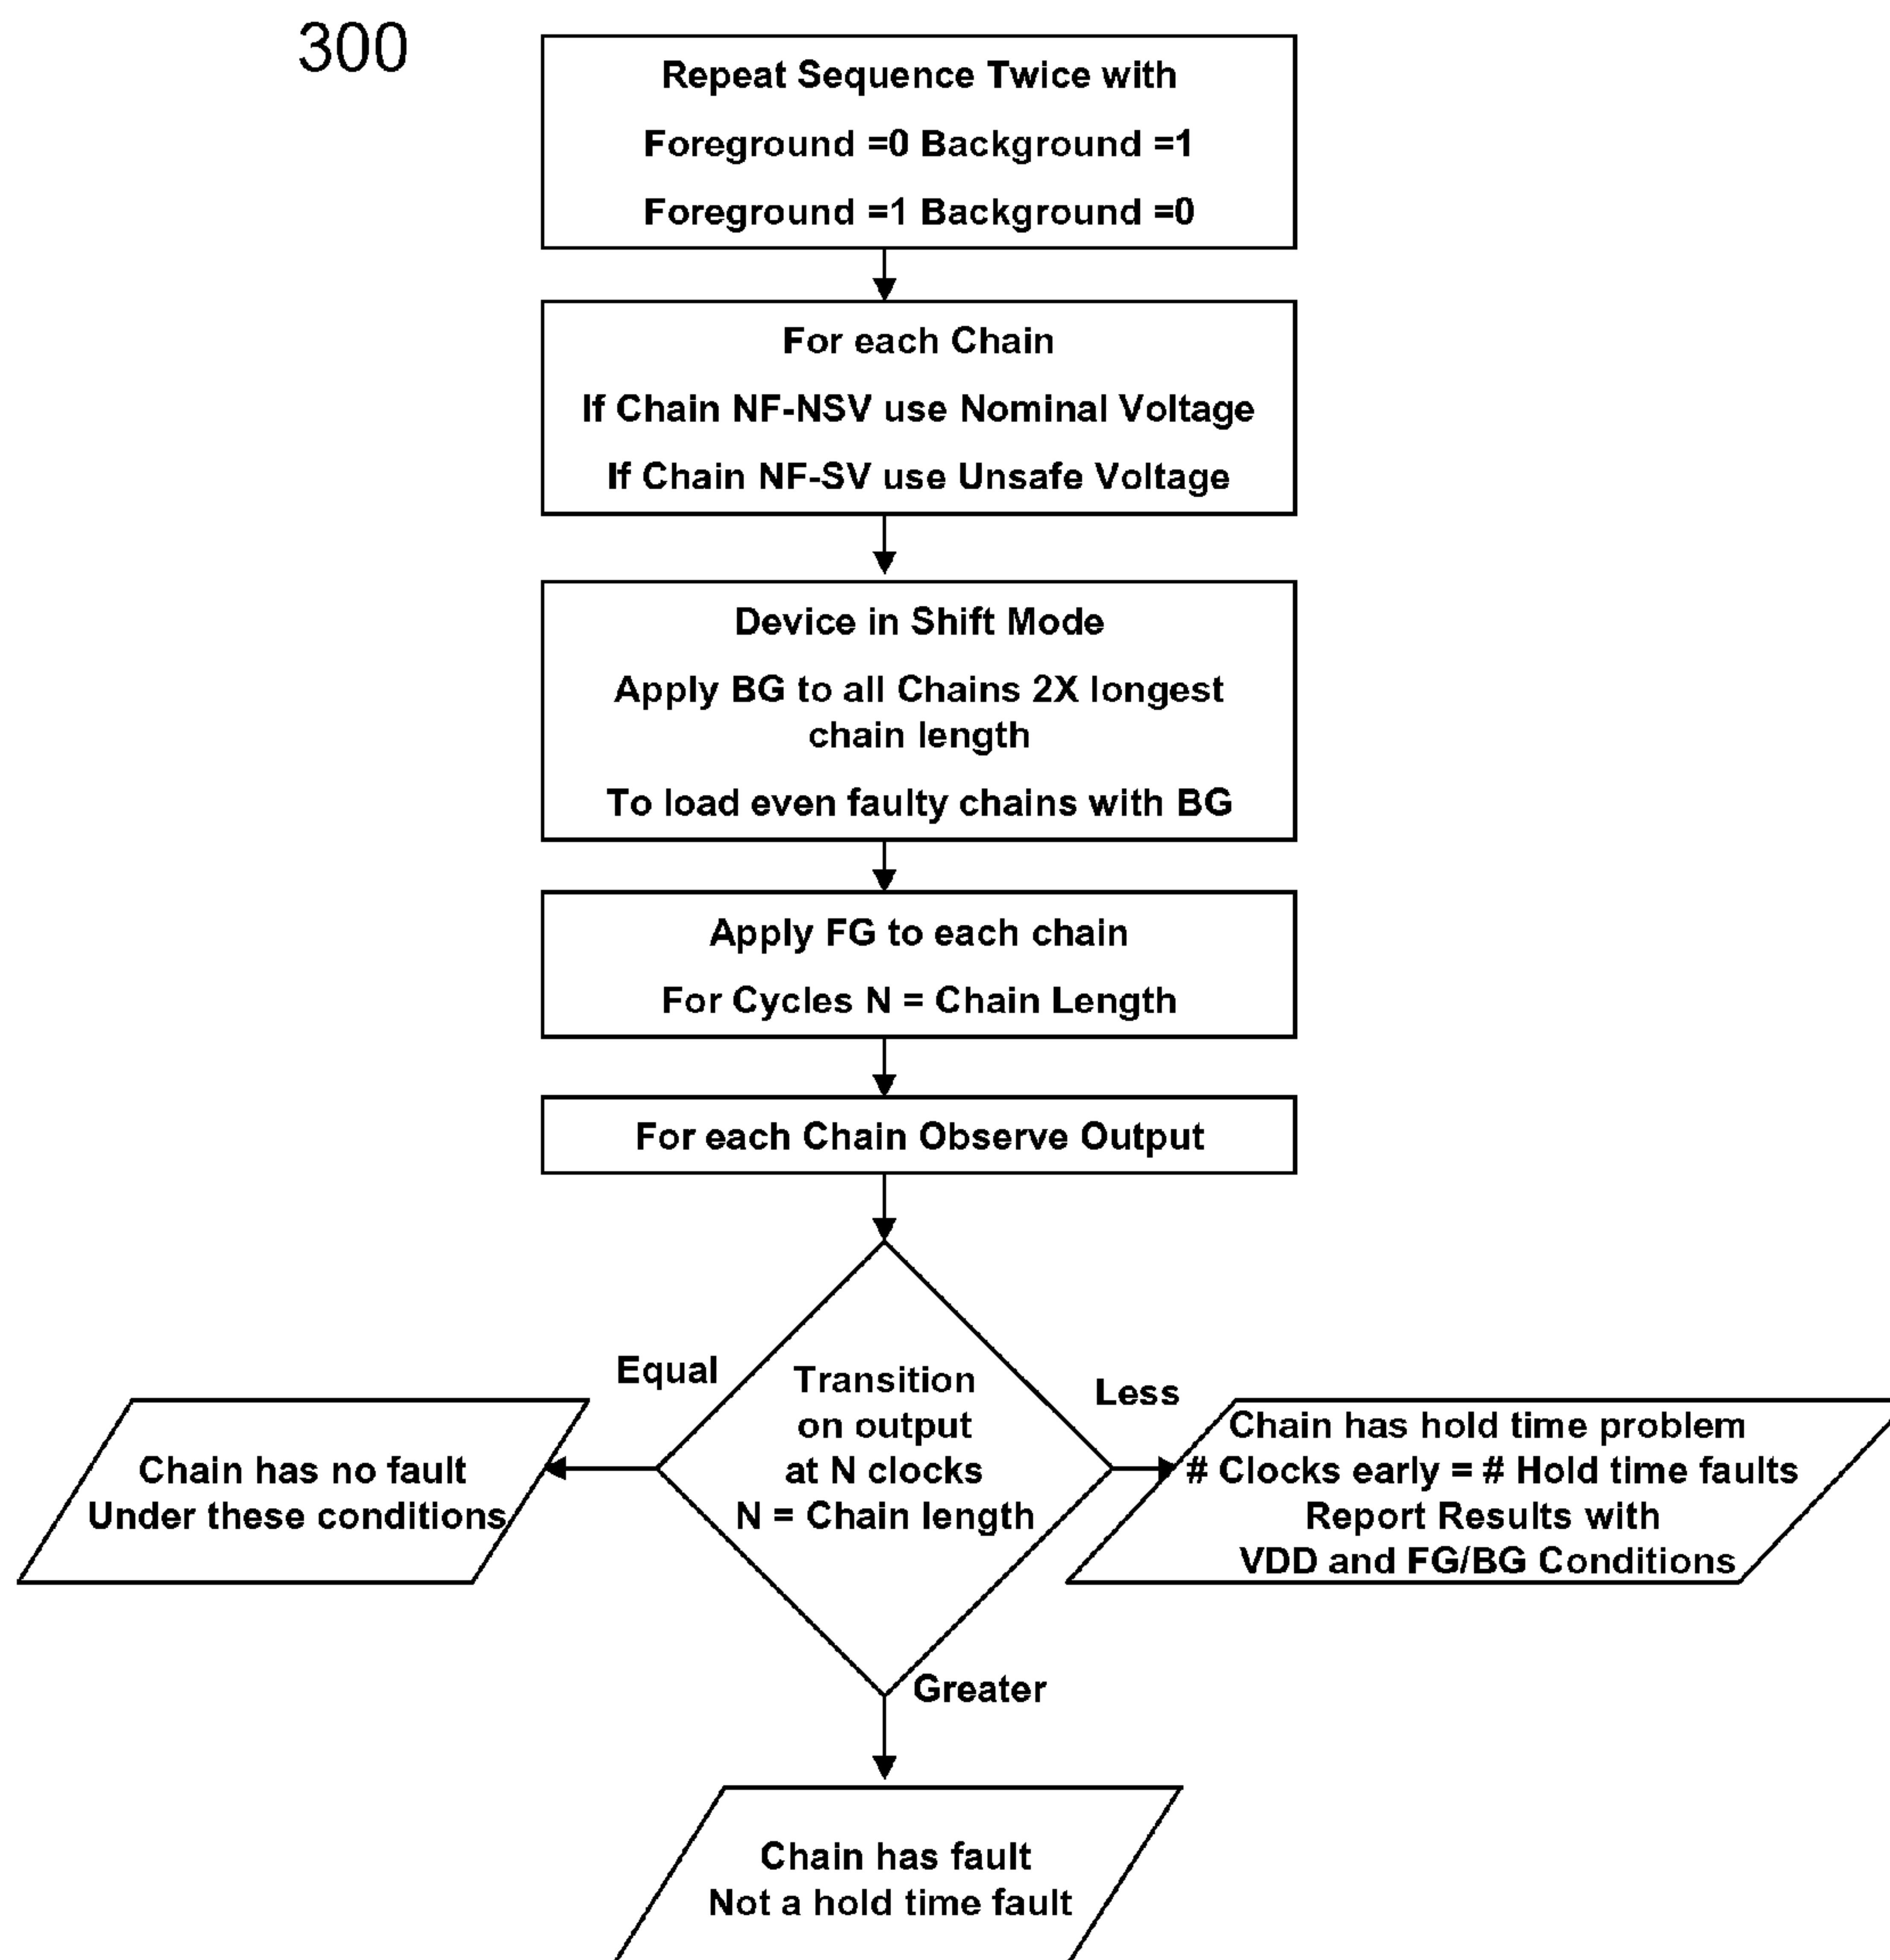 300
Repeat Sequence Twice with
Foreground =0 Background =1
Foreground =1 Background =0
For each Chain
If Chain NF-NSV use Nominal Voltage
If Chain NF-SV use Unsafe Voltage
Device in Shift Mode
Apply BG to all Chains 2X longest
chain length
To load even faulty chains with BG
Apply FG to each chain
For Cycles N = Chain Length
For each Chain Observe Output
Transition
on output
at N clocks
N = Chain length
Equal
Chain has no fault
Under these conditions
Less
Chain has hold time problem
# Clocks early = # Hold time faults
Report Results with
VDD and FG/BG Conditions
Greater
Chain has fault
Not a hold time fault